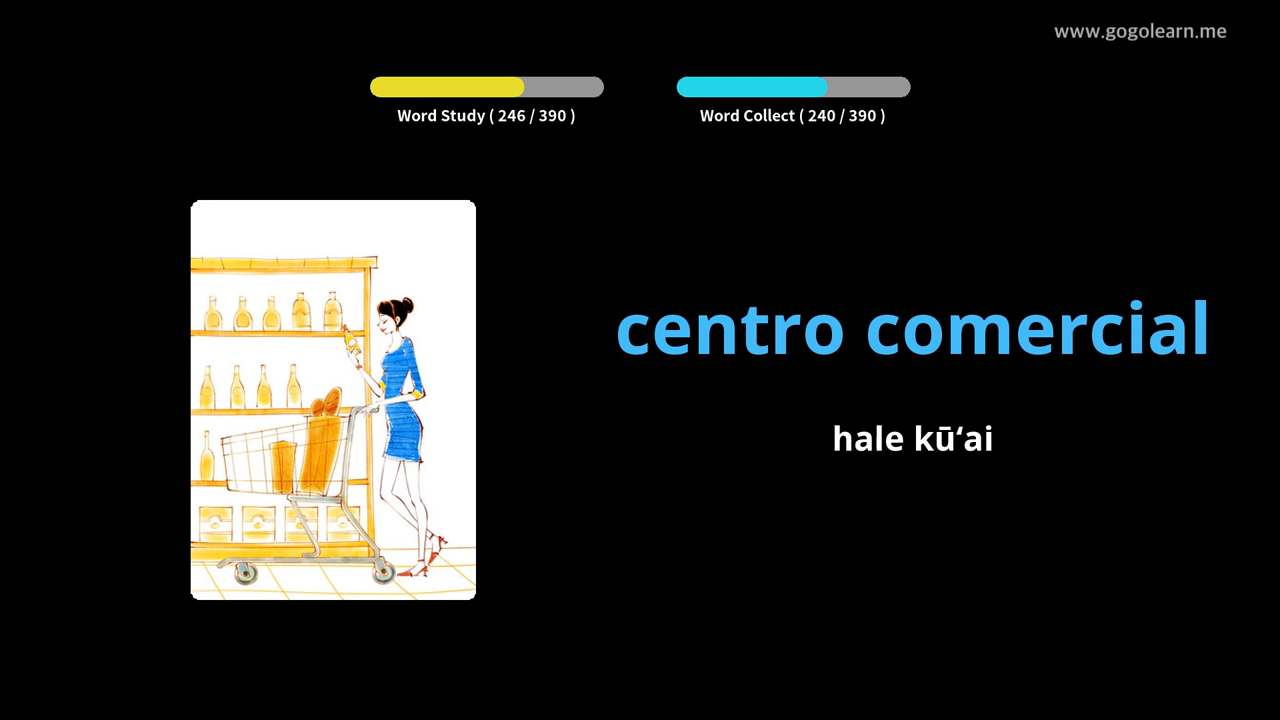 www.gogolearn.me
Word Study ( 246 / 390 )
Word Collect ( 240 / 390 )
centro comercial
hale kūʻai